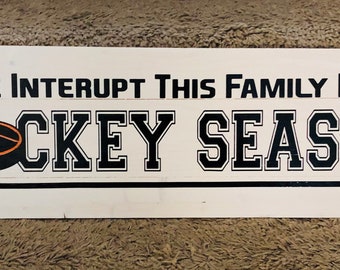 INTERUPT THIS FAMILY
CKEY SEAS